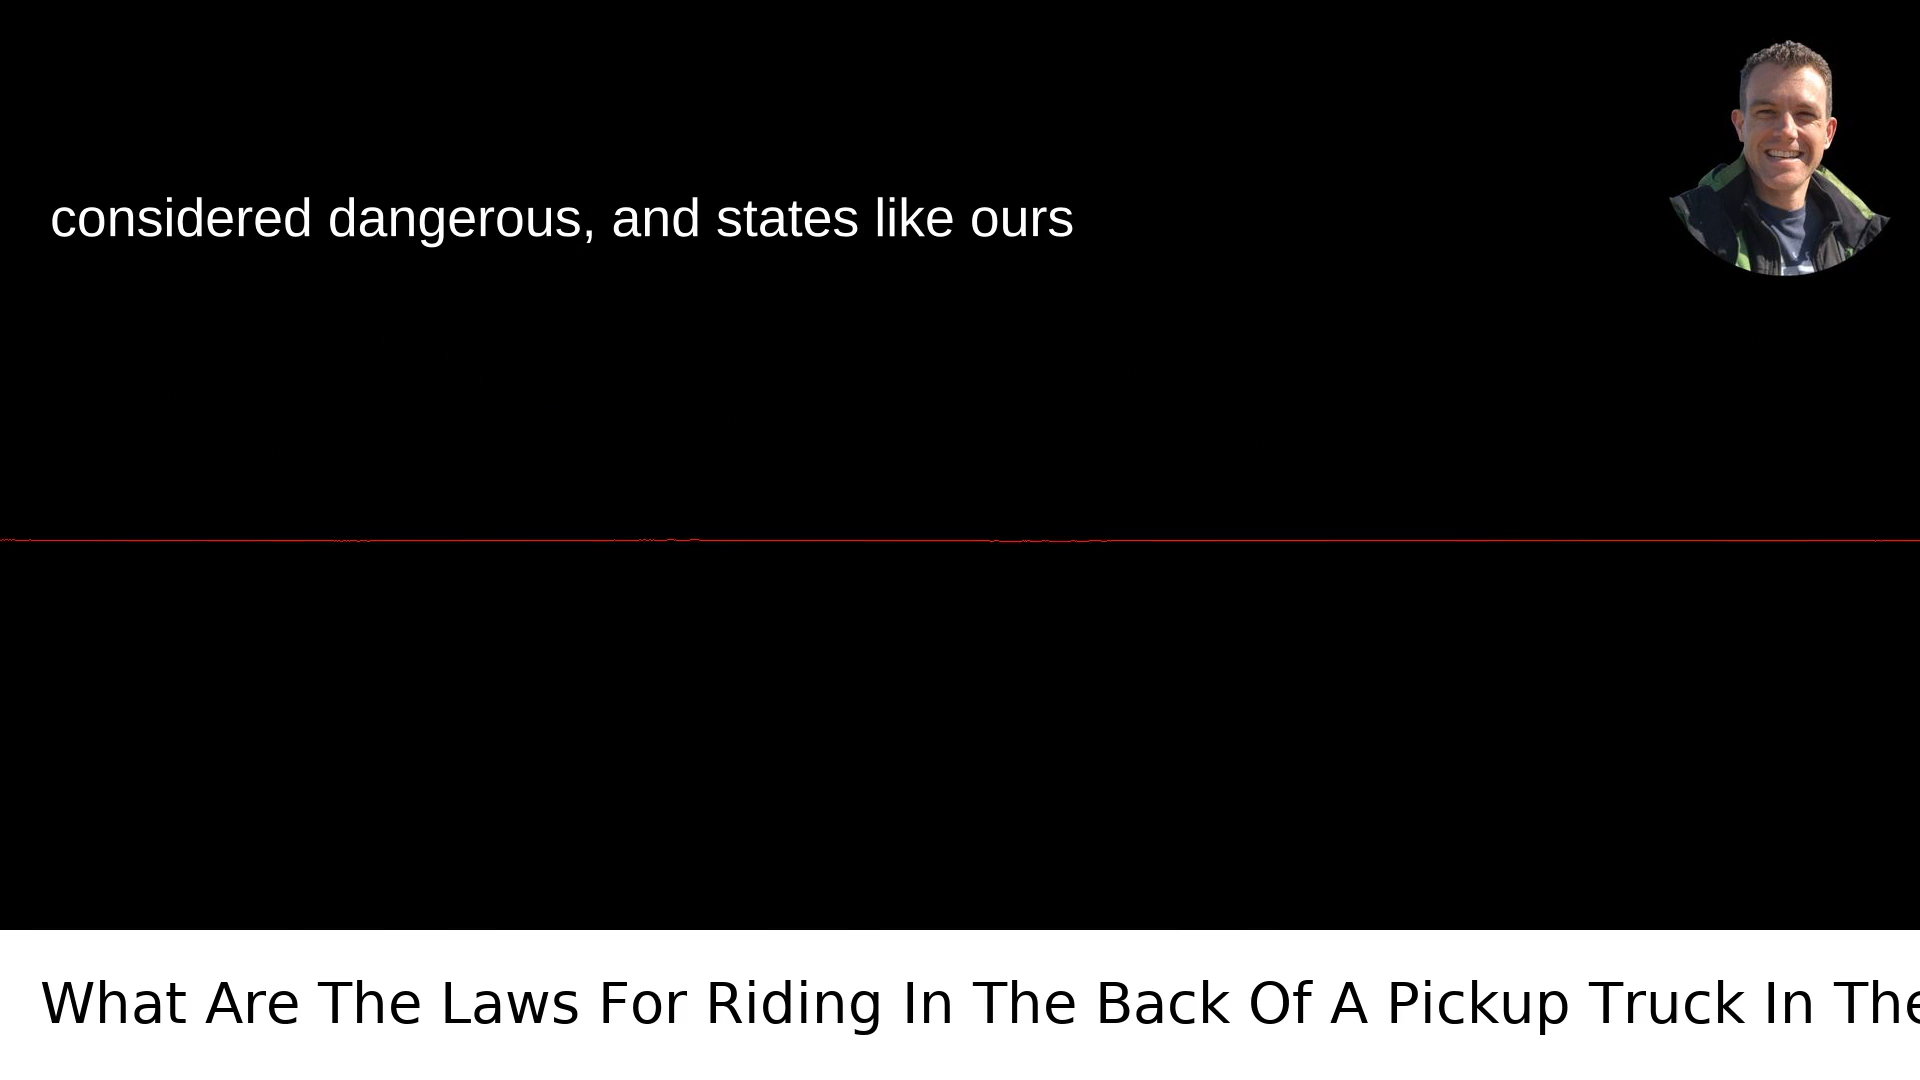 considered dangerous, and states like ours
What Are The Laws For Riding In The Back Of A Pickup Truck In The